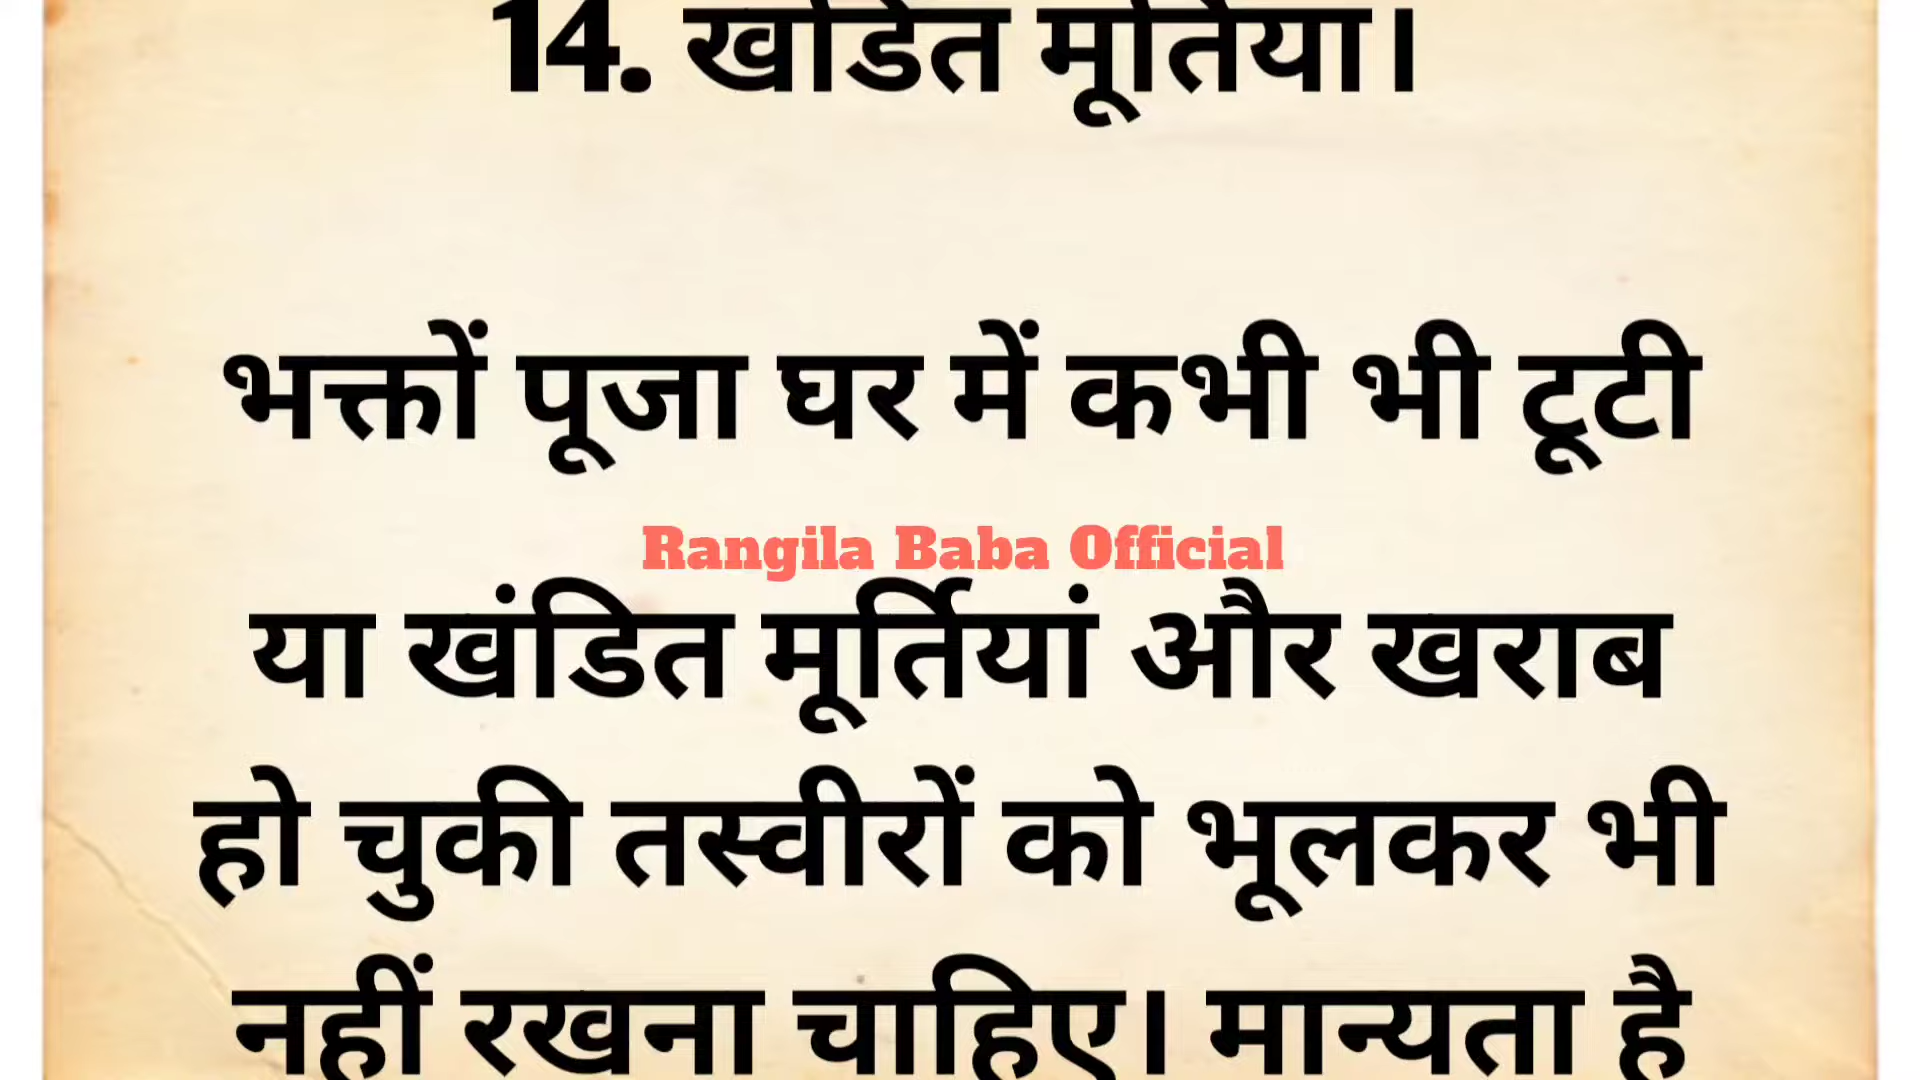 14. खंडित मूर्तियां।
भक्तों पूजा घर में कभी भी टूटी
Rangila Baba Official
या खंडित मूर्तियां और खराब
हो चुकी तस्वीरों को भूलकर भी
नहीं रखना चाहिए। मान्यता है